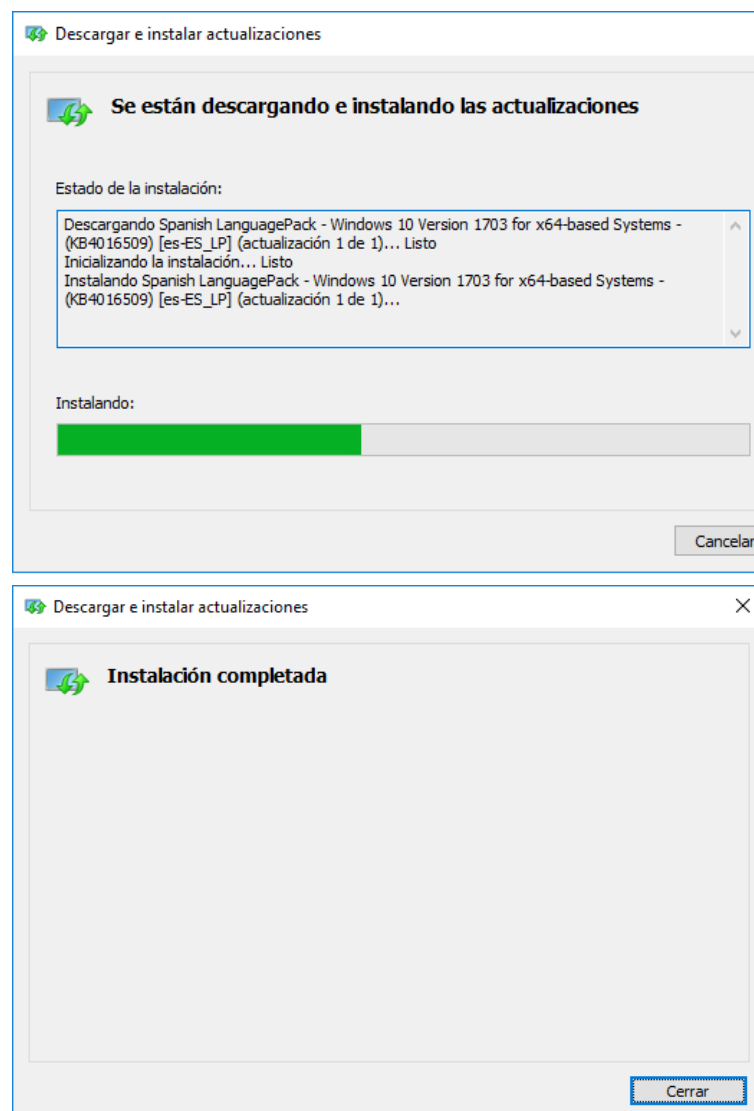 Descargar e instalar actualizaciones
Se están descargando e instalando las actualizaciones
Estado de la instalación:
Descargando Spanish LanguagePack - Windows 10 Version 1703 for x64-based Systems -
(KB4016509) [es-ES_LP] (actualización 1 de 1)... Listo
Inicializando la instalación... Listo
Instalando Spanish LanguagePack - Windows 10 Version 1703 for x64-based Systems -
(KB4016509) [es-ES_LP] (actualización 1 de 1)...
Instalando:
Cancelar
Descargar e instalar actualizaciones
Instalación completada
Cerrar